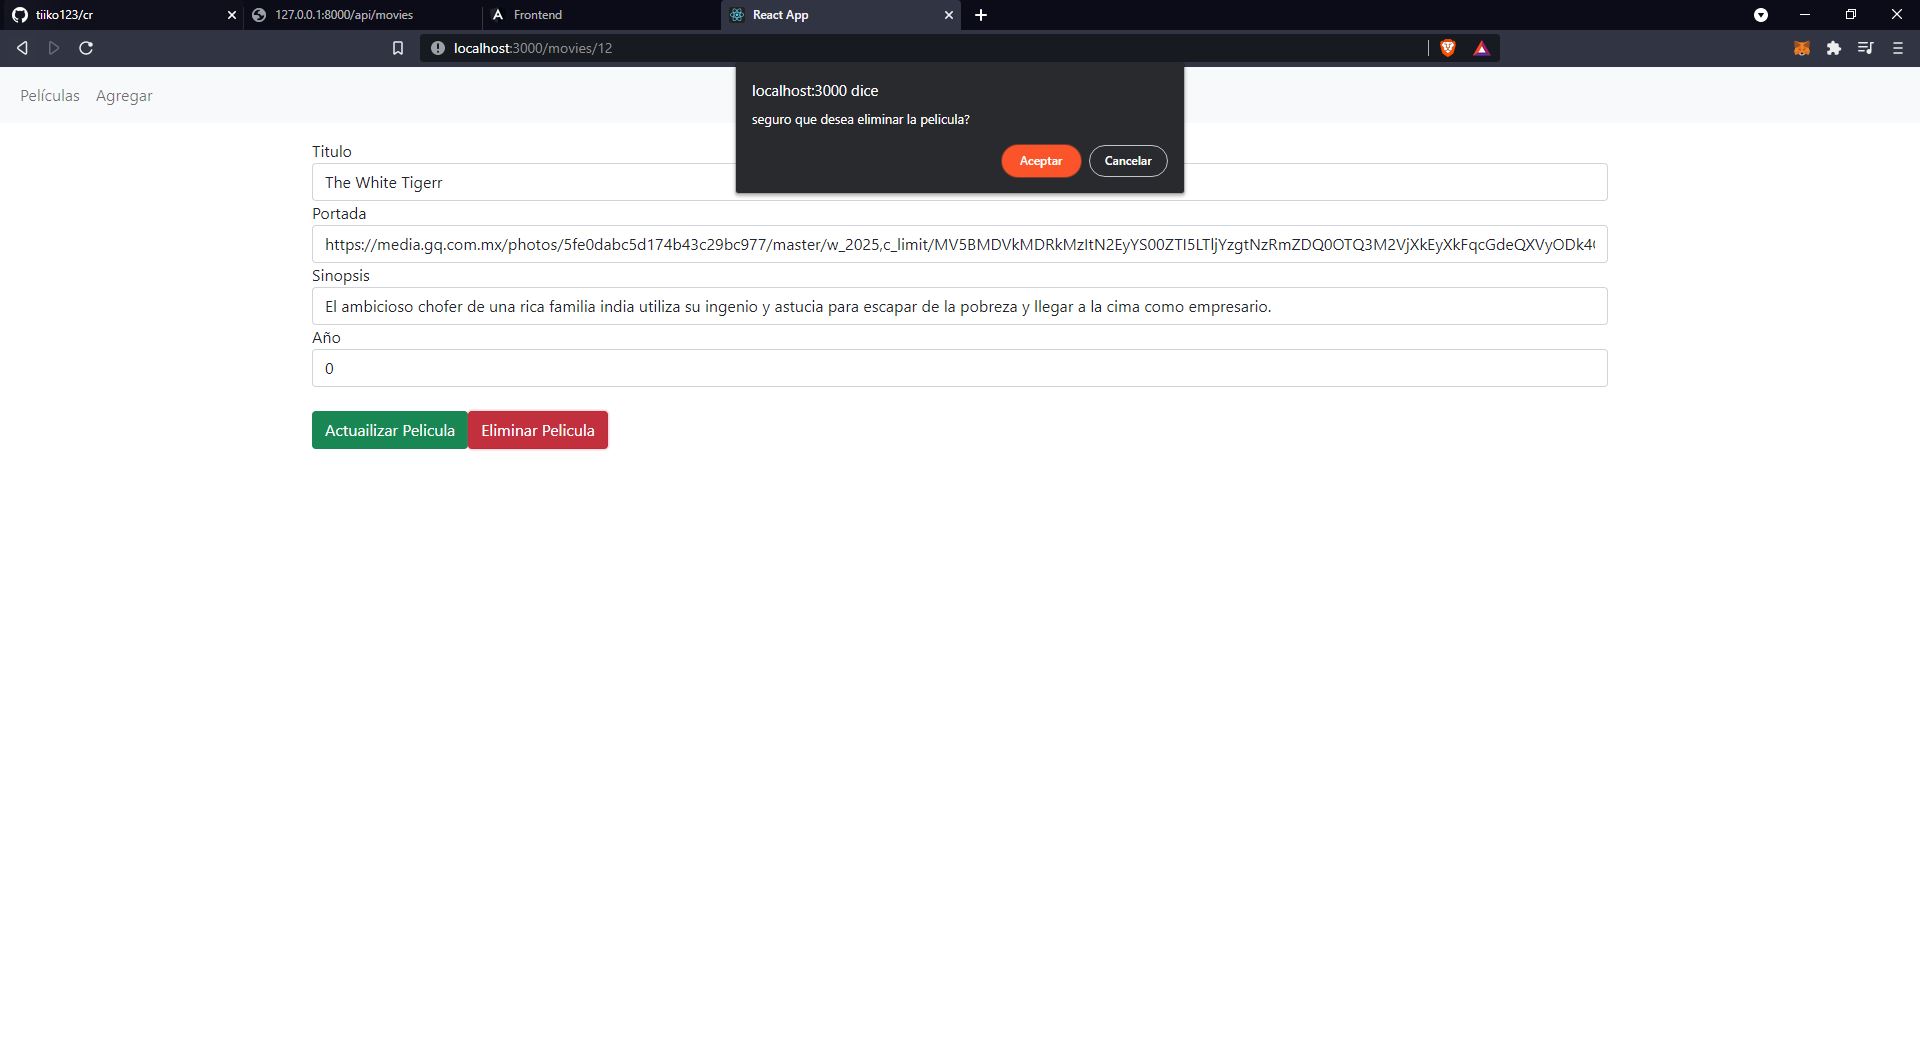 tiiko123/cr
127.0.0.1:8000/api/movies
Frontend
React App
localhost:3000/movies/12
localhost:3000 dice
seguro que desea eliminar la pelicula?
Aceptar
Cancelar
Películas
Agregar
Titulo
The White Tigerr
Portada
https://media.gq.com.mx/photos/5fe0dabc5d174b43c29bc977/master/w_2025,c_limit/MV5BMDVkMDRkMzItN2EyYS00ZTI5LTljYzgtNzRmZDQ0OTQ3M2VjXkEyXkFqcGdeQXVyODk4
Sinopsis
El ambicioso chofer de una rica familia india utiliza su ingenio y astucia para escapar de la pobreza y llegar a la cima como empresario.
Año
0
Actuailizar Pelicula
Eliminar Pelicula